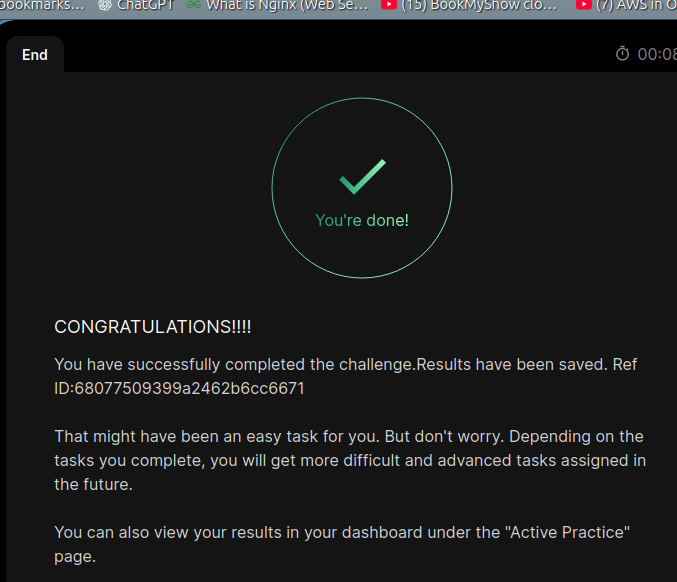 bookmarks... ChatGPT What is Nginx (Web Se... (15) BookMyShow clo... (7) AWS in O
End 00:08
You're done!
CONGRATULATIONS!!!!
You have successfully completed the challenge.Results have been saved. Ref
ID:68077509399a2462b6cc6671
That might have been an easy task for you. But don't worry. Depending on the
tasks you complete, you will get more difficult and advanced tasks assigned in
the future.
You can also view your results in your dashboard under the "Active Practice"
page.